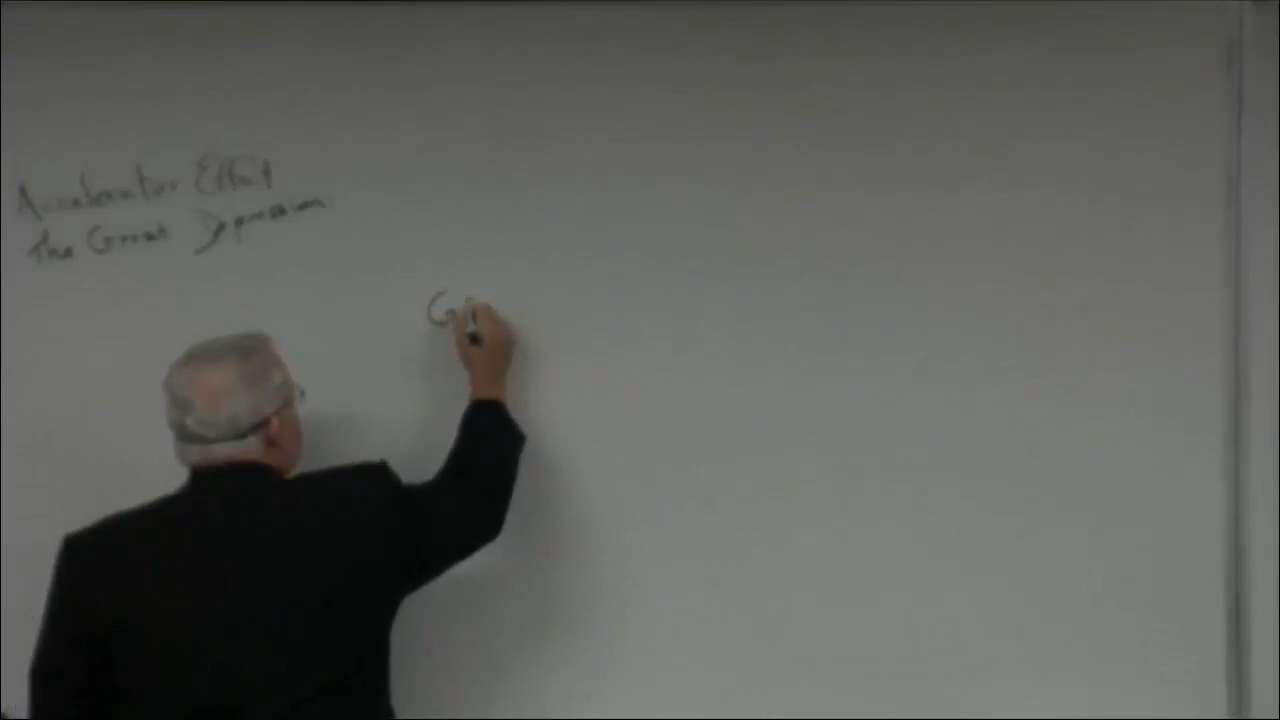 Accelerator Effect
The Great Depression
G